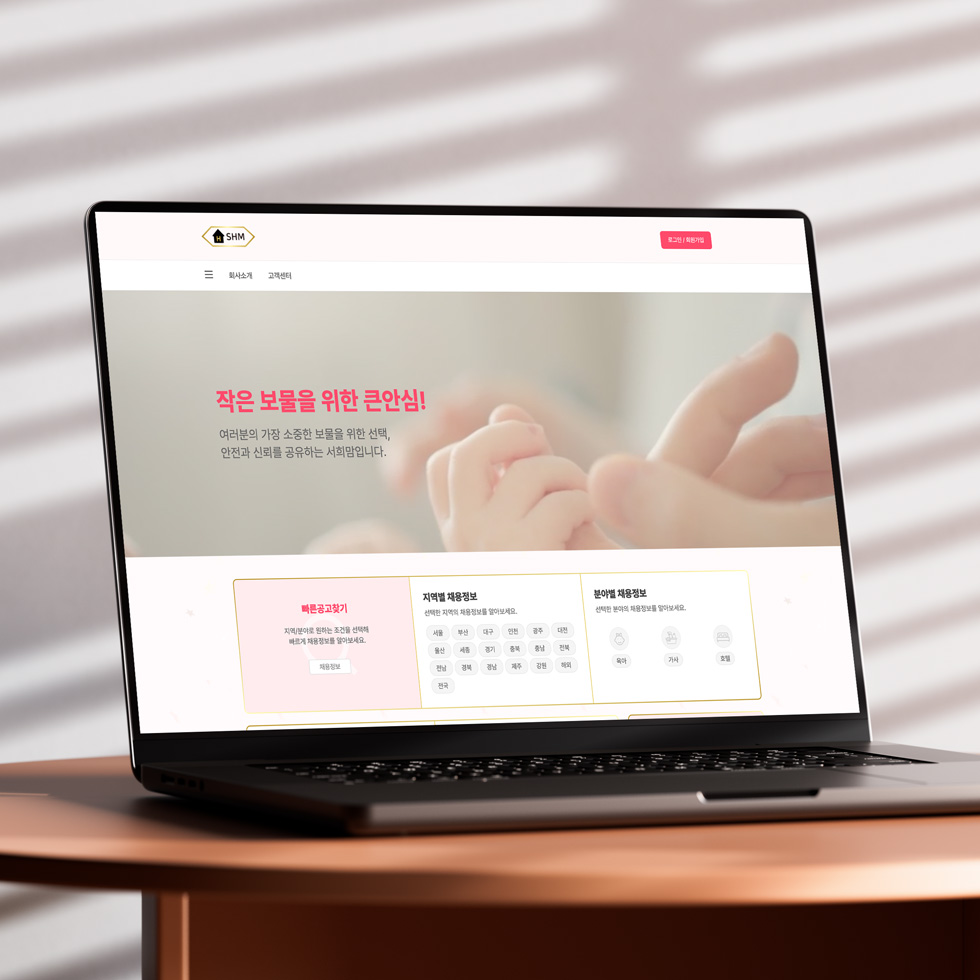 H SHM
로그인 / 회원가입
회사소개 고객센터
작은 보물을 위한 큰안심!
여러분의 가장 소중한 보물을 위한 선택,
안전과 신뢰를 공유하는 서희맘입니다.
빠른공고찾기
지역/분야로 원하는 조건을 선택해
빠르게 채용정보를 알아보세요.
채용정보
지역별 채용정보
선택한 지역의 채용정보를 알아보세요.
서울 부산 대구 인천 광주 대전
울산 세종 경기 충북 충남 전북
전남 경북 경남 제주 강원 해외
전국
분야별 채용정보
선택한 분야의 채용정보를 알아보세요.
육아 가사 호텔